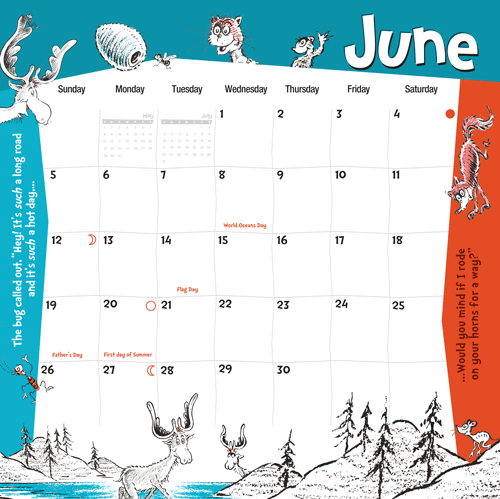 June
Sunday Monday Tuesday Wednesday Thursday Friday Saturday
May July
1 2 3 4
5 6 7 8 9 10 11
World Oceans Day
12 13 14 15 16 17 18
Flag Day
19 20 21 22 23 24 25
Father's Day First day of Summer
26 27 28 29 30
The bug called out. "Hey! It's such a long road
and it's such a hot day....
...Would you mind if I rode
on your horns for a way?"